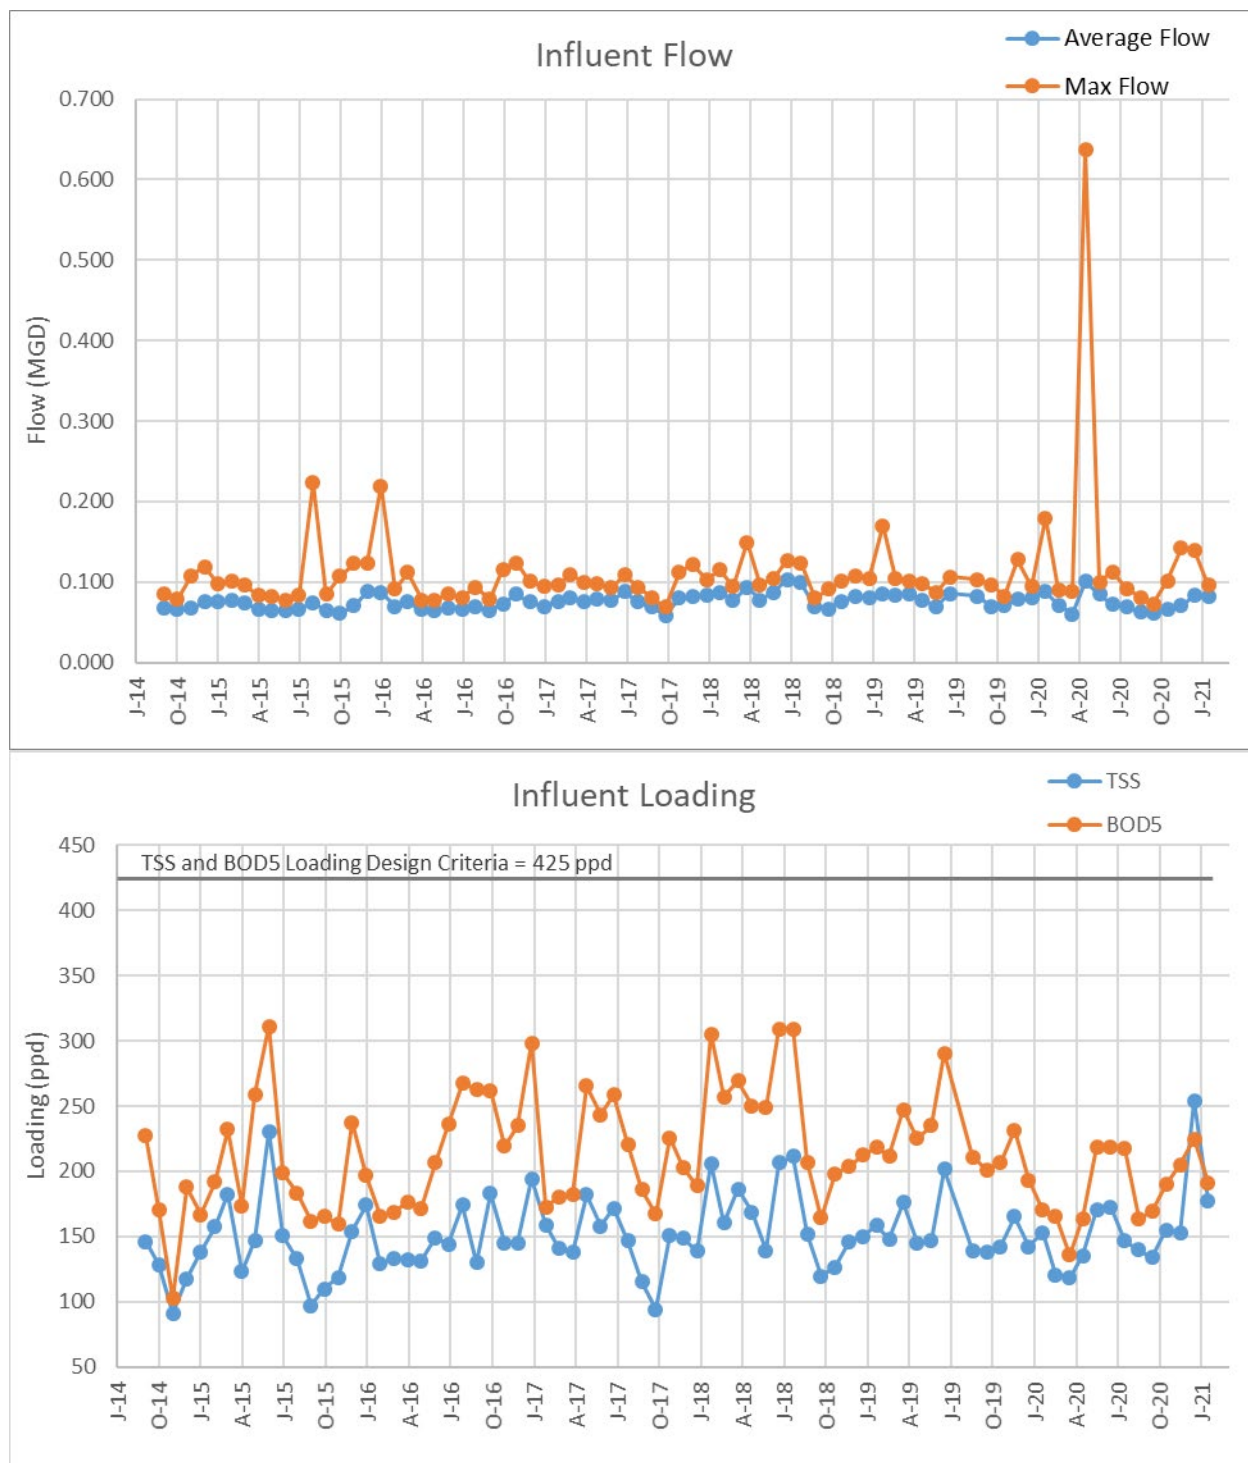 Influent Flow
Average Flow
Max Flow
Flow (MGD)
0.700
0.600
0.500
0.400
0.300
0.200
0.100
0.000
J-14
O-14
J-15
A-15
J-15
O-15
J-16
A-16
J-16
O-16
J-17
A-17
J-17
O-17
J-18
A-18
J-18
O-18
J-19
A-19
J-19
O-19
J-20
A-20
J-20
O-20
J-21
Influent Loading
TSS
BOD5
Loading (ppd)
450
TSS and BOD5 Loading Design Criteria = 425 ppd
400
350
300
250
200
150
100
50
J-14
O-14
J-15
A-15
J-15
O-15
J-16
A-16
J-16
O-16
J-17
A-17
J-17
O-17
J-18
A-18
J-18
O-18
J-19
A-19
J-19
O-19
J-20
A-20
J-20
O-20
J-21